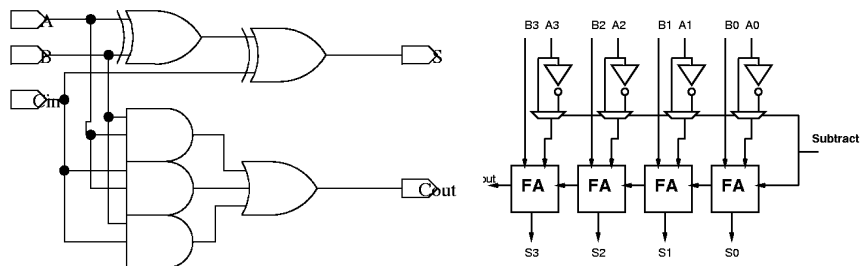 A
B
Cin
S
Cout
B3 A3 B2 A2 B1 A1 B0 A0
Subtract
out
FA FA FA FA
S3 S2 S1 S0